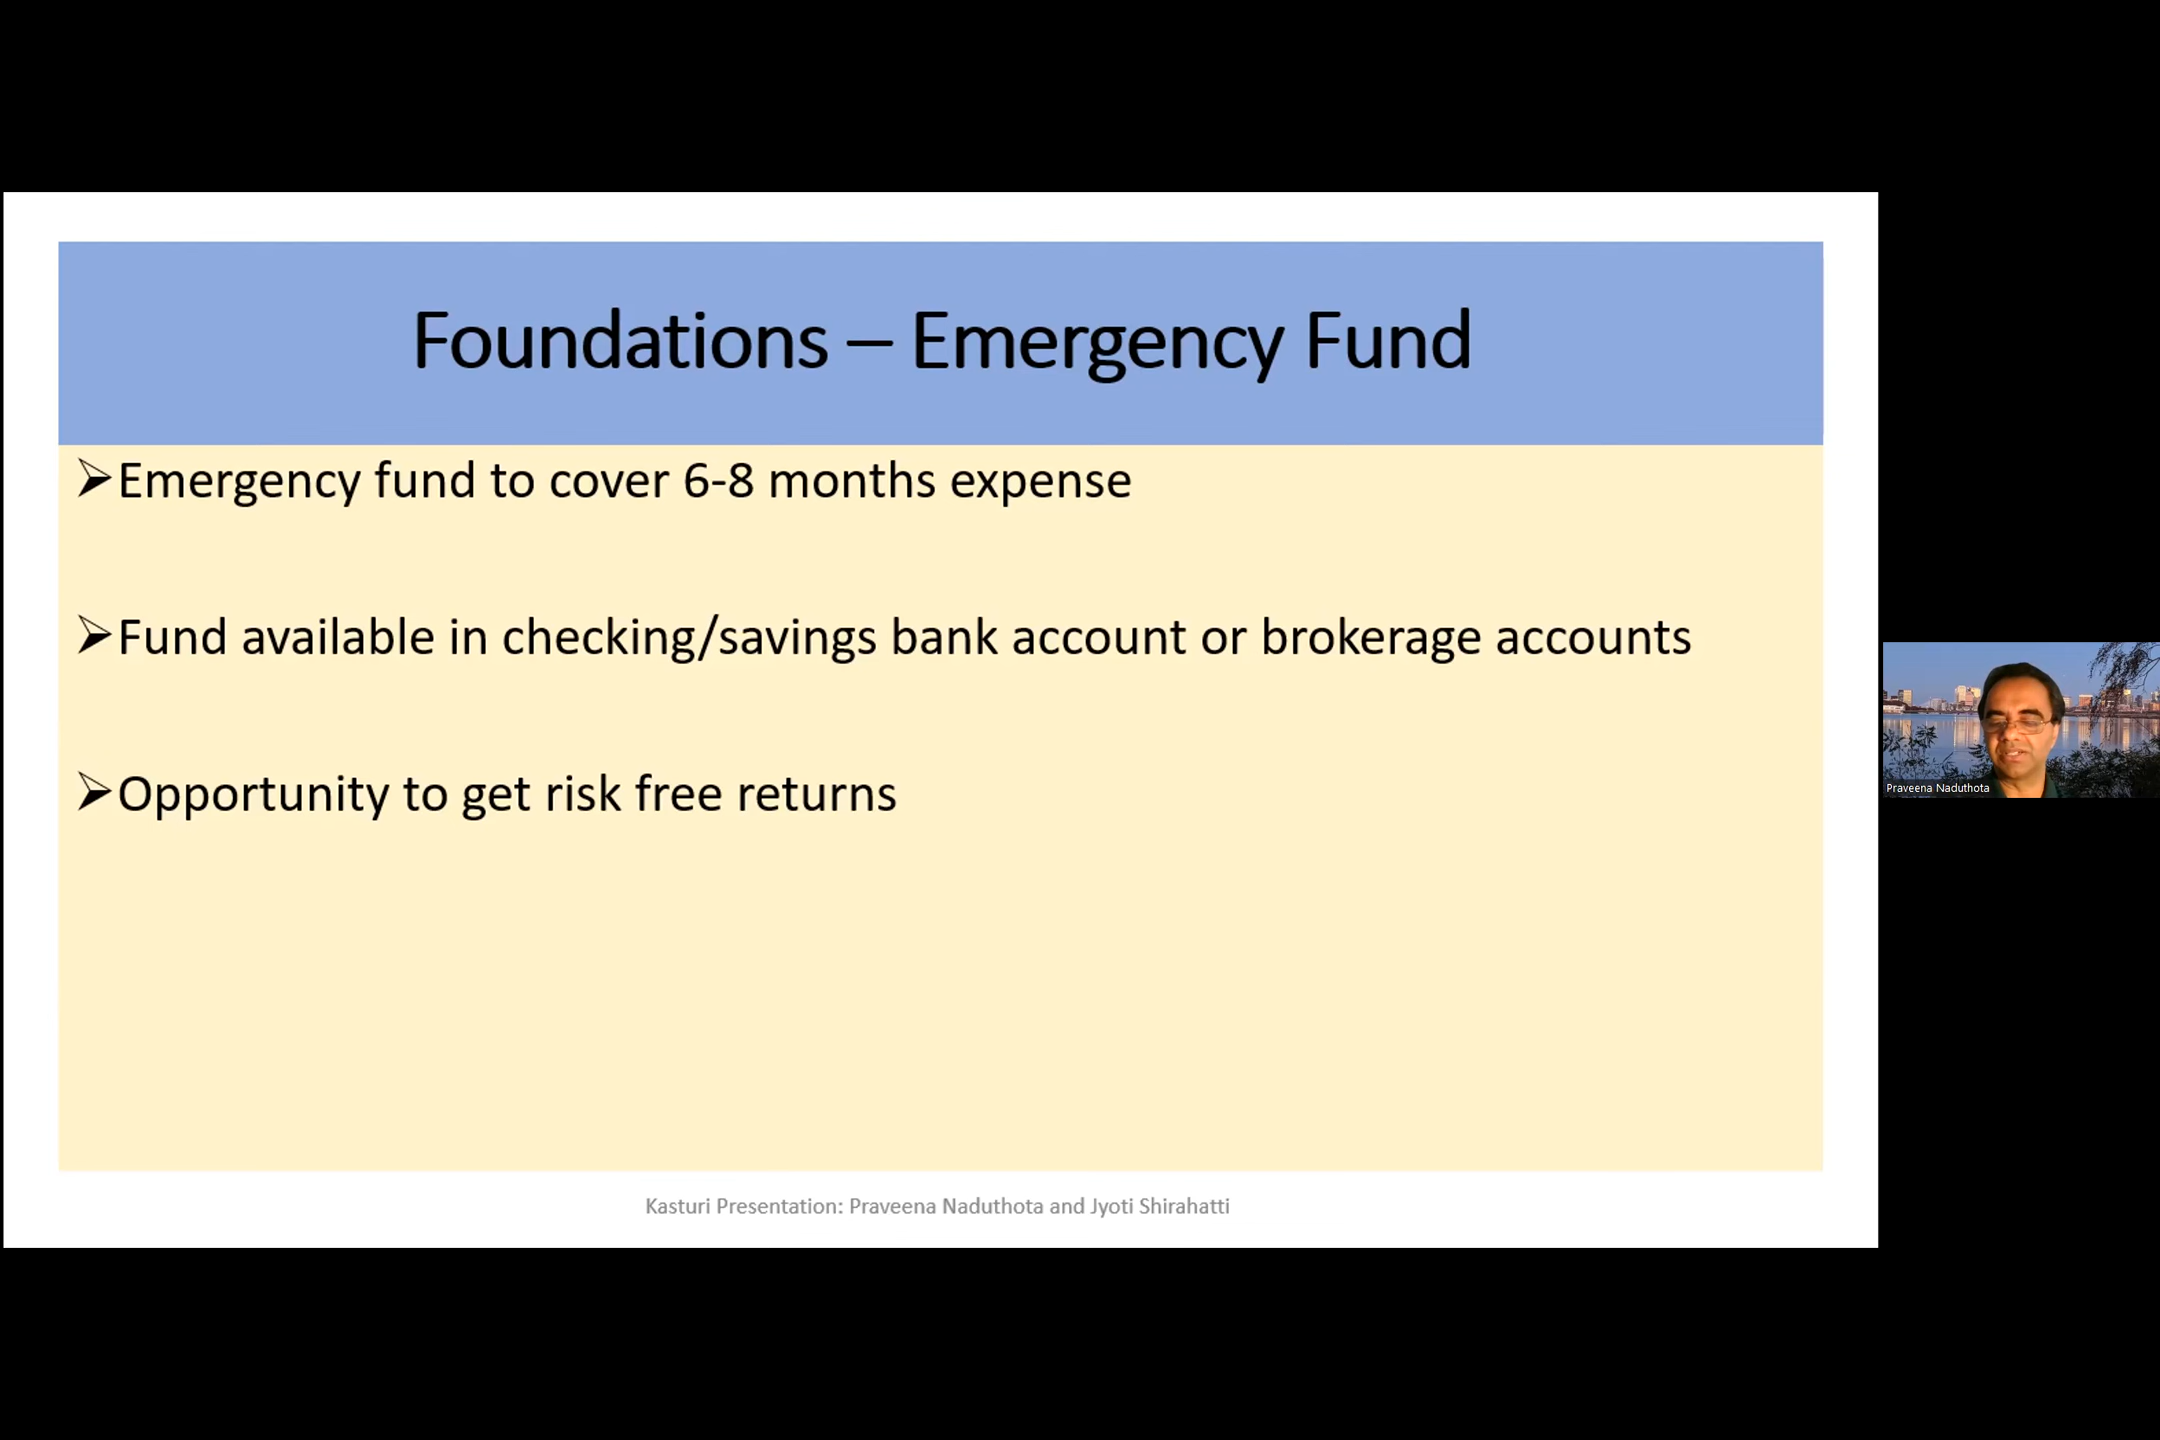 Foundations – Emergency Fund
➢Emergency fund to cover 6-8 months expense
➢Fund available in checking/savings bank account or brokerage accounts
➢Opportunity to get risk free returns
Praveena Naduthota
Kasturi Presentation: Praveena Naduthota and Jyoti Shirahatti